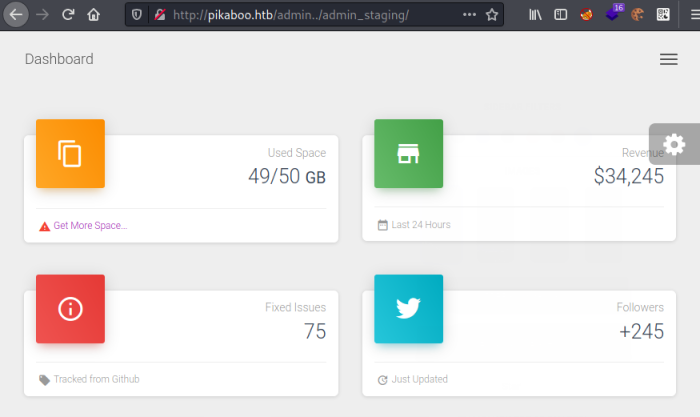 16
http://pikaboo.htb/admin../admin_staging/
Dashboard
Used Space
49/50 GB
Get More Space...
Revenue
$34,245
Last 24 Hours
Fixed Issues
75
Tracked from Github
Followers
+245
Just Updated